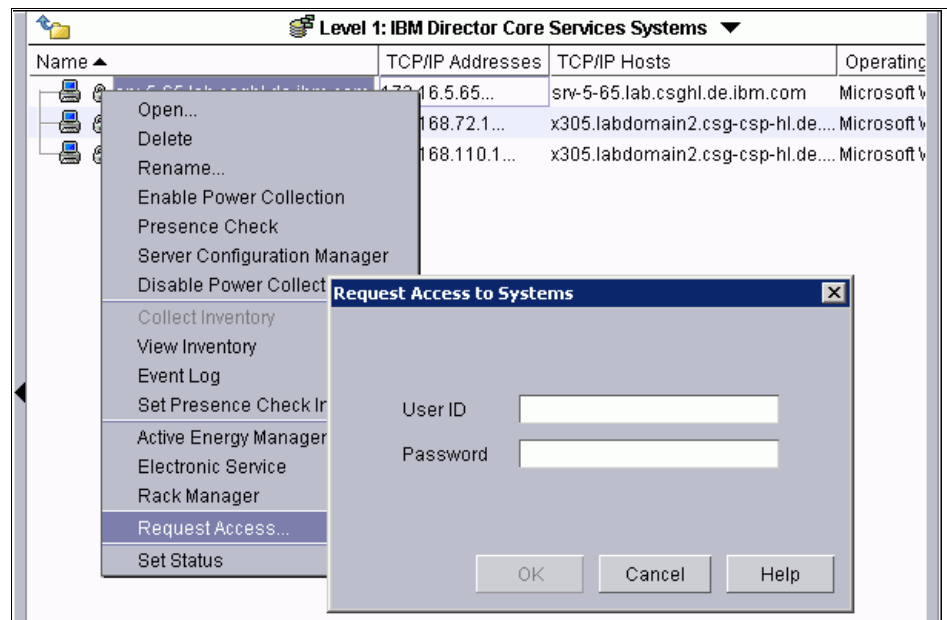 Level 1: IBM Director Core Services Systems
Name TCP/IP Addresses TCP/IP Hosts Operating
16.5.65... srv-5-65.lab.csghl.de.ibm.com Microsoft
168.72.1... x305.labdomain2.csg-csp-hl.de.... Microsoft
168.110.1... x305.labdomain2.csg-csp-hl.de.... Microsoft
Open...
Delete
Rename...
Enable Power Collection
Presence Check
Server Configuration Manager
Disable Power Collect
Collect Inventory
View Inventory
Event Log
Set Presence Check
Active Energy Manager
Electronic Service
Rack Manager
Request Access...
Set Status
Request Access to Systems
User ID
Password
OK Cancel Help